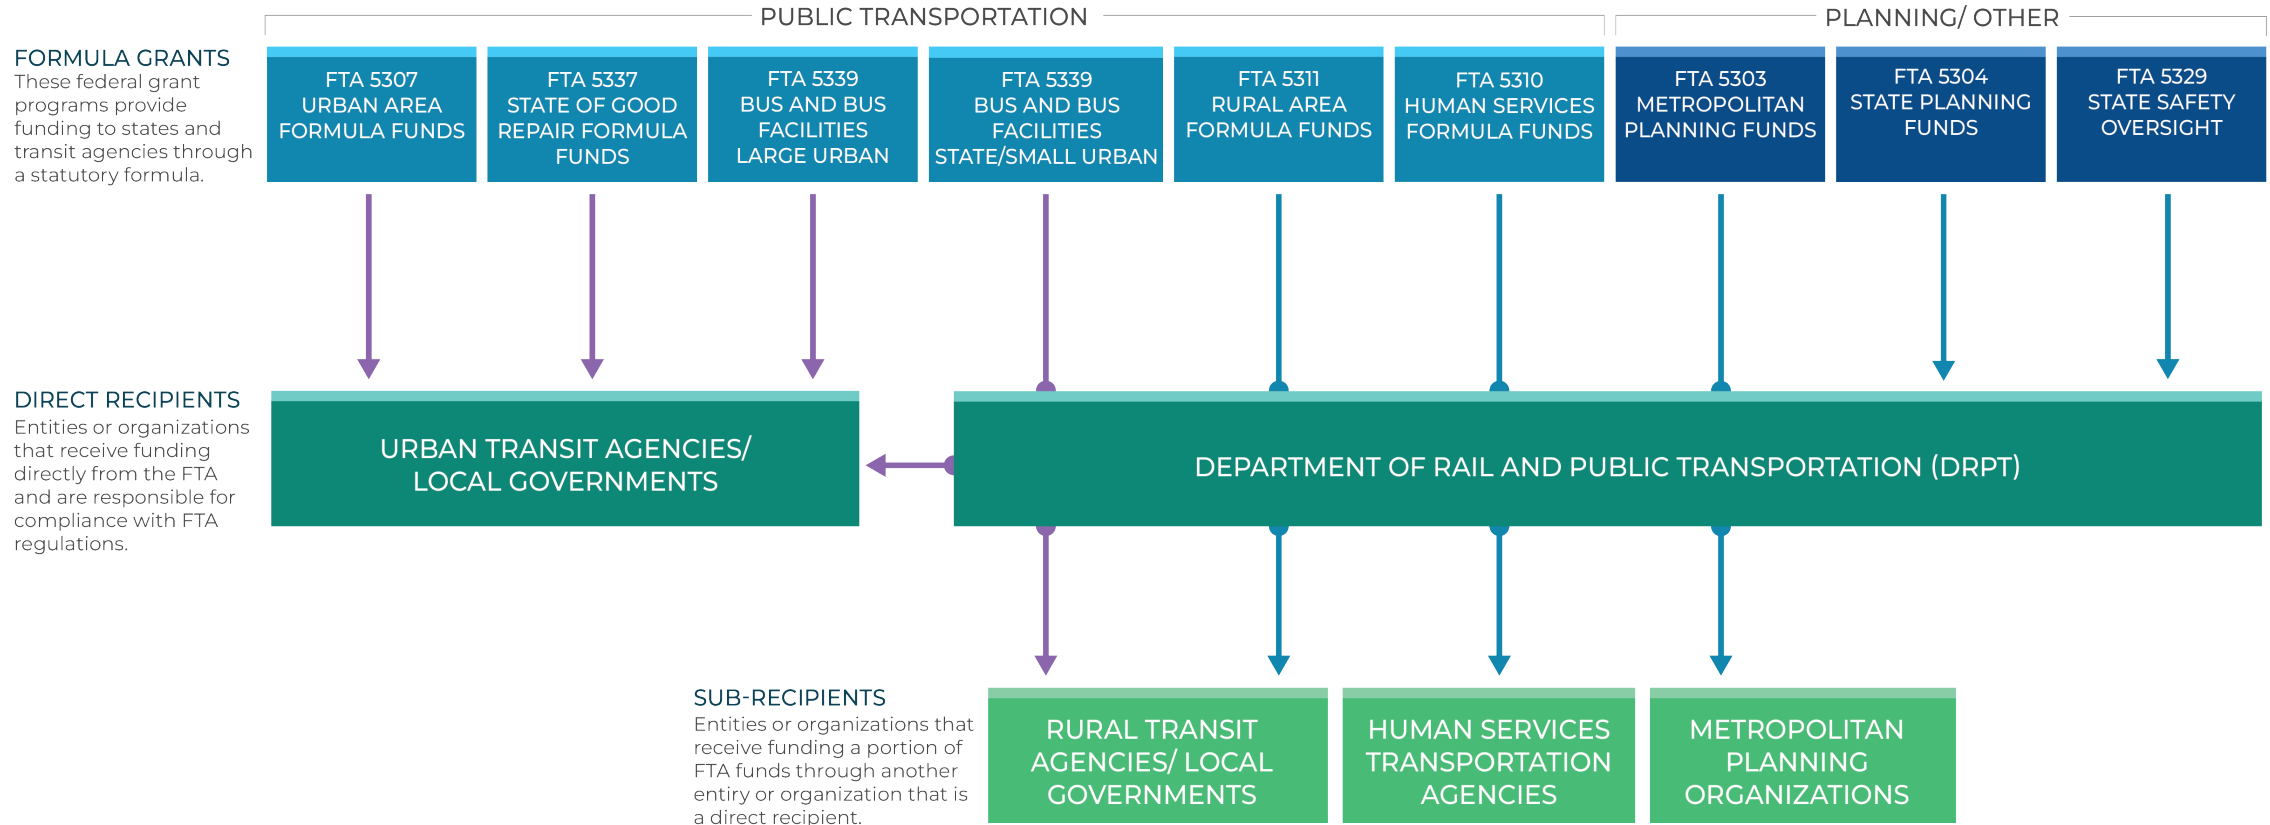 PUBLIC TRANSPORTATION
PLANNING/ OTHER
FORMULA GRANTS
These federal grant
programs provide
funding to states and
transit agencies through
a statutory formula.
FTA 5307
URBAN AREA
FORMULA FUNDS
FTA 5337
STATE OF GOOD
REPAIR FORMULA
FUNDS
FTA 5339
BUS AND BUS
FACILITIES
LARGE URBAN
FTA 5339
BUS AND BUS
FACILITIES
STATE/SMALL URBAN
FTA 5311
RURAL AREA
FORMULA FUNDS
FTA 5310
HUMAN SERVICES
FORMULA FUNDS
FTA 5303
METROPOLITAN
PLANNING FUNDS
FTA 5304
STATE PLANNING
FUNDS
FTA 5329
STATE SAFETY
OVERSIGHT
DIRECT RECIPIENTS
Entities or organizations
that receive funding
directly from the FTA
and are responsible for
compliance with FTA
regulations.
URBAN TRANSIT AGENCIES/
LOCAL GOVERNMENTS
DEPARTMENT OF RAIL AND PUBLIC TRANSPORTATION (DRPT)
SUB-RECIPIENTS
Entities or organizations that
receive funding a portion of
FTA funds through another
entiry or organization that is
a direct recipient.
RURAL TRANSIT
AGENCIES/ LOCAL
GOVERNMENTS
HUMAN SERVICES
TRANSPORTATION
AGENCIES
METROPOLITAN
PLANNING
ORGANIZATIONS